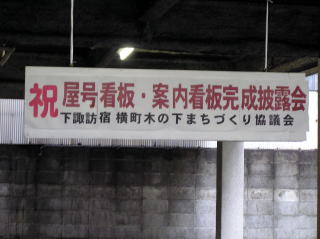 祝 屋号看板・案内看板完成披露会
下諏訪宿 横町木の下まちづくり協議会